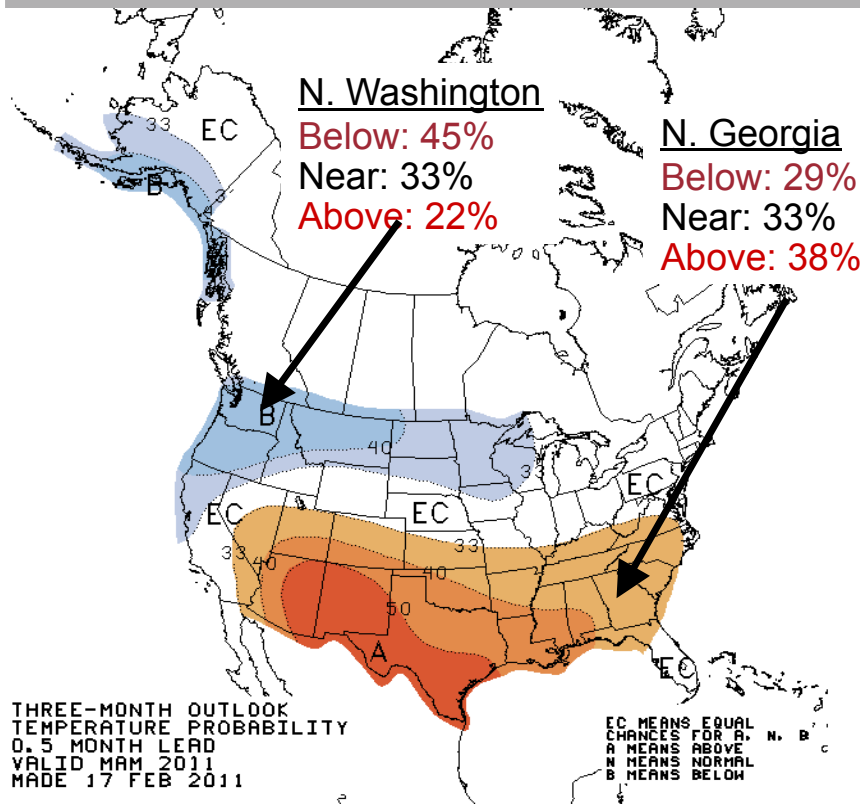 N. Washington
Below: 45%
Near: 33%
Above: 22%
N. Georgia
Below: 29%
Near: 33%
Above: 38%
33
EC
B
B
40
3
EC
EC
EC
33
33
40
40
50
A
EC
THREE-MONTH OUTLOOK
TEMPERATURE PROBABILITY
0.5 MONTH LEAD
VALID MAM 2011
MADE 17 FEB 2011
EC MEANS EQUAL
CHANCES FOR A, N, B
A MEANS ABOVE
N MEANS NORMAL
B MEANS BELOW